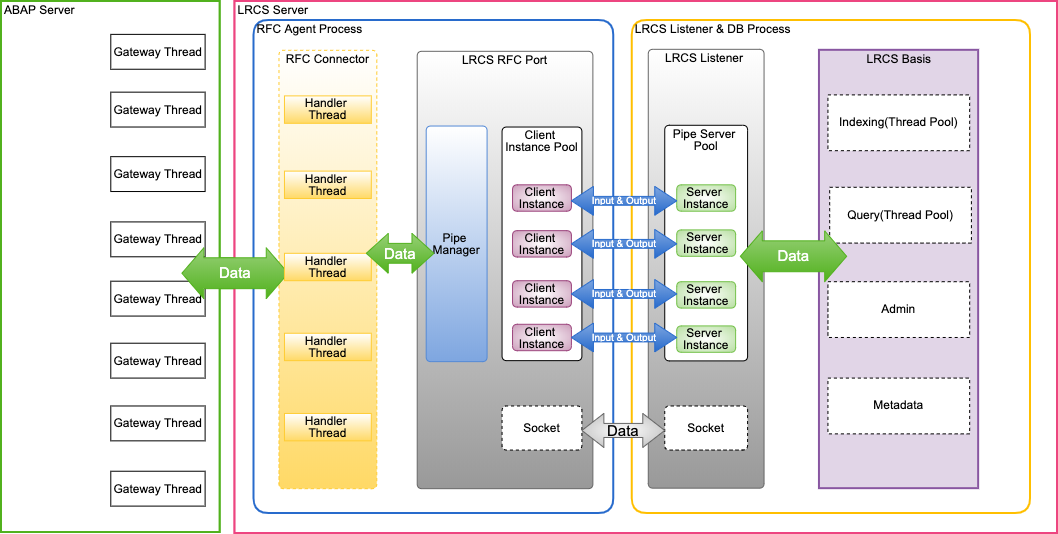 ABAP Server
Gateway Thread
Gateway Thread
Gateway Thread
Gateway Thread
Gateway Thread
Gateway Thread
Gateway Thread
Gateway Thread
Data
LRCS Server
RFC Agent Process
RFC Connector
Handler
Thread
Handler
Thread
Handler
Thread
Handler
Thread
Handler
Thread
Data
LRCS RFC Port
Pipe
Manager
Client
Instance Pool
Client
Instance
Client
Instance
Client
Instance
Client
Instance
Socket
Input & Output
Input & Output
Input & Output
Input & Output
Data
LRCS Listener & DB Process
LRCS Listener
Pipe Server
Pool
Server
Instance
Server
Instance
Server
Instance
Server
Instance
Socket
Data
LRCS Basis
Indexing(Thread Pool)
Query(Thread Pool)
Admin
Metadata